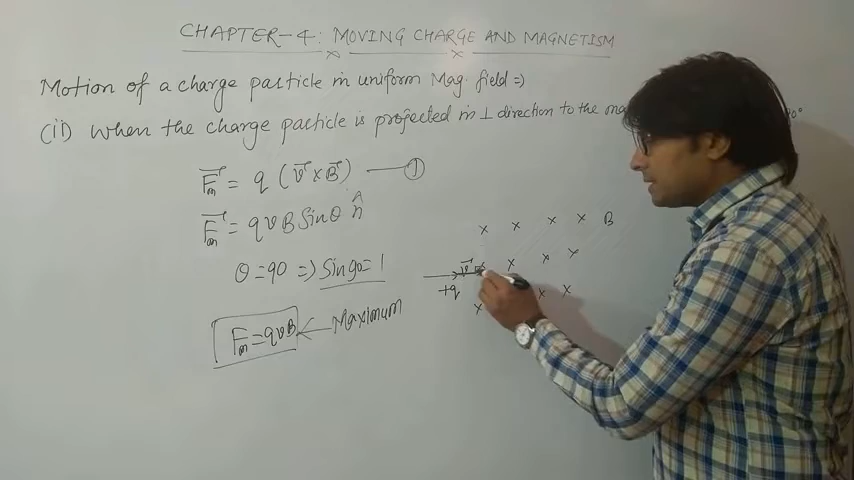 CHAPTER-4: MOVING CHARGE AND MAGNETISM
Motion of a charge particle in uniform Mag. field ⇒
(ii) When the charge particle is projected in ⊥ direction to the
F⃗m = q (v⃗ × B⃗) — ①
F⃗m = qvB Sinθ n̂
θ = 90 ⇒ Sin90 = 1
Fm = qvB ← Maximum
x x x x B
v⃗ x x x
+q x x
x